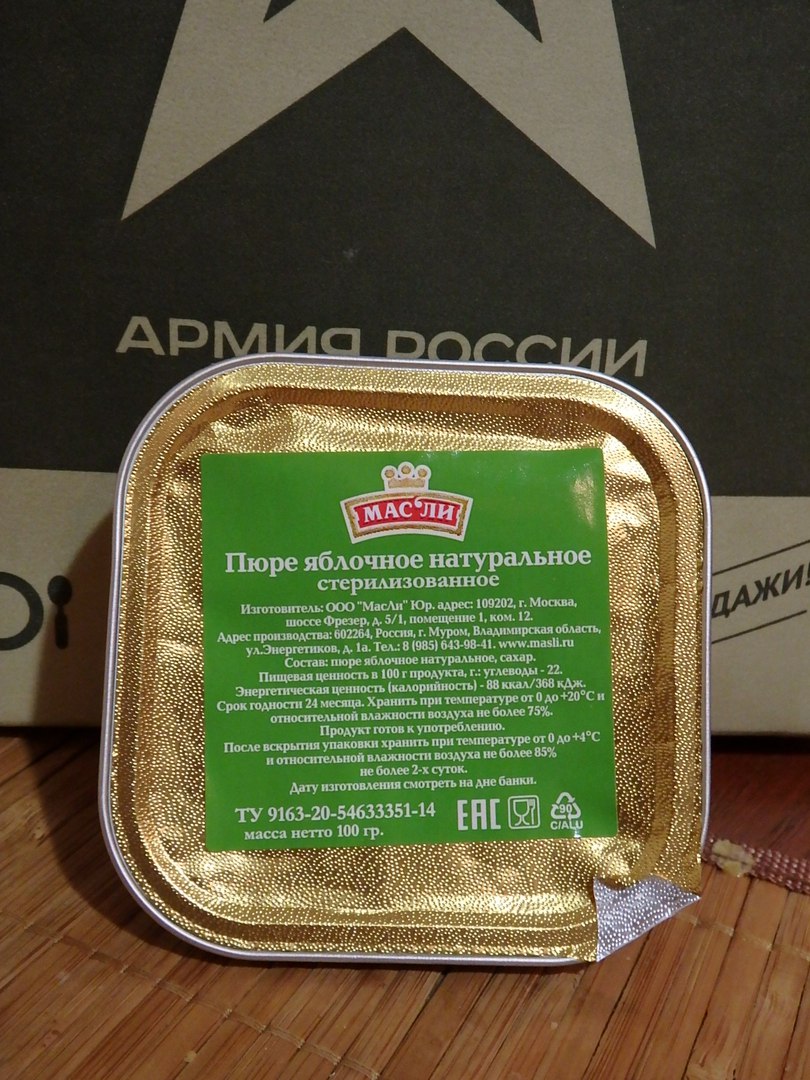 АРМИЯ РОССИИ
ДАЖИ!
МАС'ЛИ
Пюре яблочное натуральное
стерилизованное
Изготовитель: ООО "МасЛи" Юр. адрес: 109202, г. Москва,
шоссе Фрезер, д. 5/1, помещение 1, ком. 12.
Адрес производства: 602264, Россия, г. Муром, Владимирская область,
ул.Энергетиков, д. 1а. Тел.: 8 (985) 643-98-41. www.masli.ru
Состав: пюре яблочное натуральное, сахар.
Пищевая ценность в 100 г продукта, г.: углеводы - 22.
Энергетическая ценность (калорийность) - 88 ккал/368 кДж.
Срок годности 24 месяца. Хранить при температуре от 0 до +20°С и
относительной влажности воздуха не более 75%.
Продукт готов к употреблению.
После вскрытия упаковки хранить при температуре от 0 до +4°С
и относительной влажности воздуха не более 85%
не более 2-х суток.
Дату изготовления смотреть на дне банки.
ТУ 9163-20-54633351-14
масса нетто 100 гр.
ЕАС
90
C/ALU